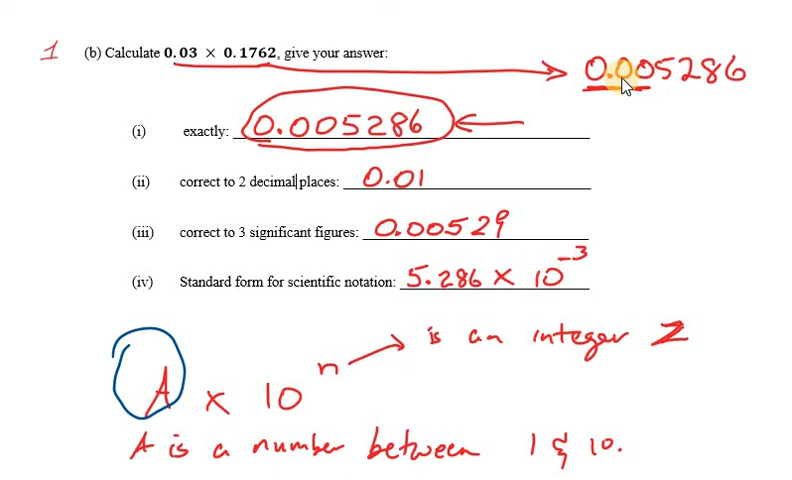 1 (b) Calculate 0.03 × 0.1762, give your answer:
0.005286
(i) exactly: 0.005286
(ii) correct to 2 decimal places: 0.01
(iii) correct to 3 significant figures: 0.00529
(iv) Standard form for scientific notation: 5.286 × 10⁻³
is an integer Z
A × 10ⁿ
A is a number between 1 & 10.